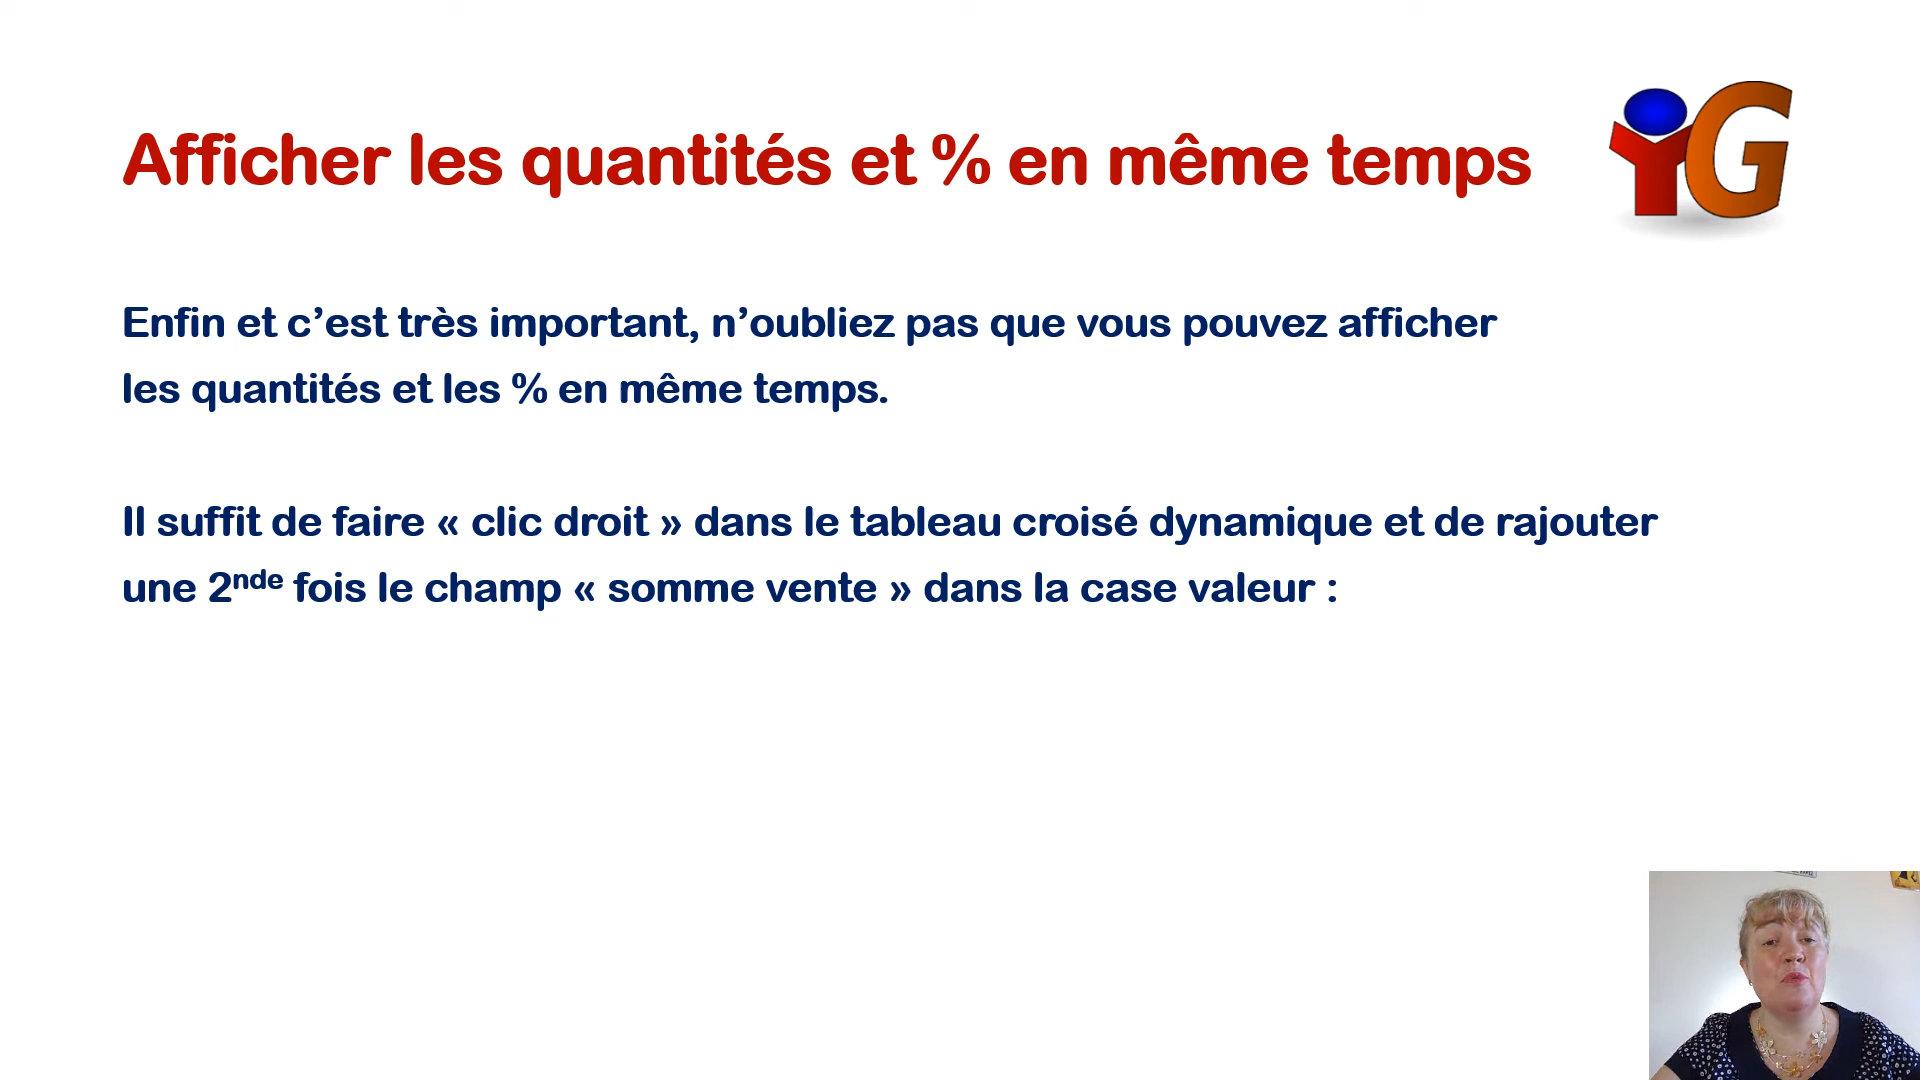 Afficher les quantités et % en même temps
iG
Enfin et c’est très important, n’oubliez pas que vous pouvez afficher
les quantités et les % en même temps.
Il suffit de faire « clic droit » dans le tableau croisé dynamique et de rajouter
une 2nde fois le champ « somme vente » dans la case valeur :